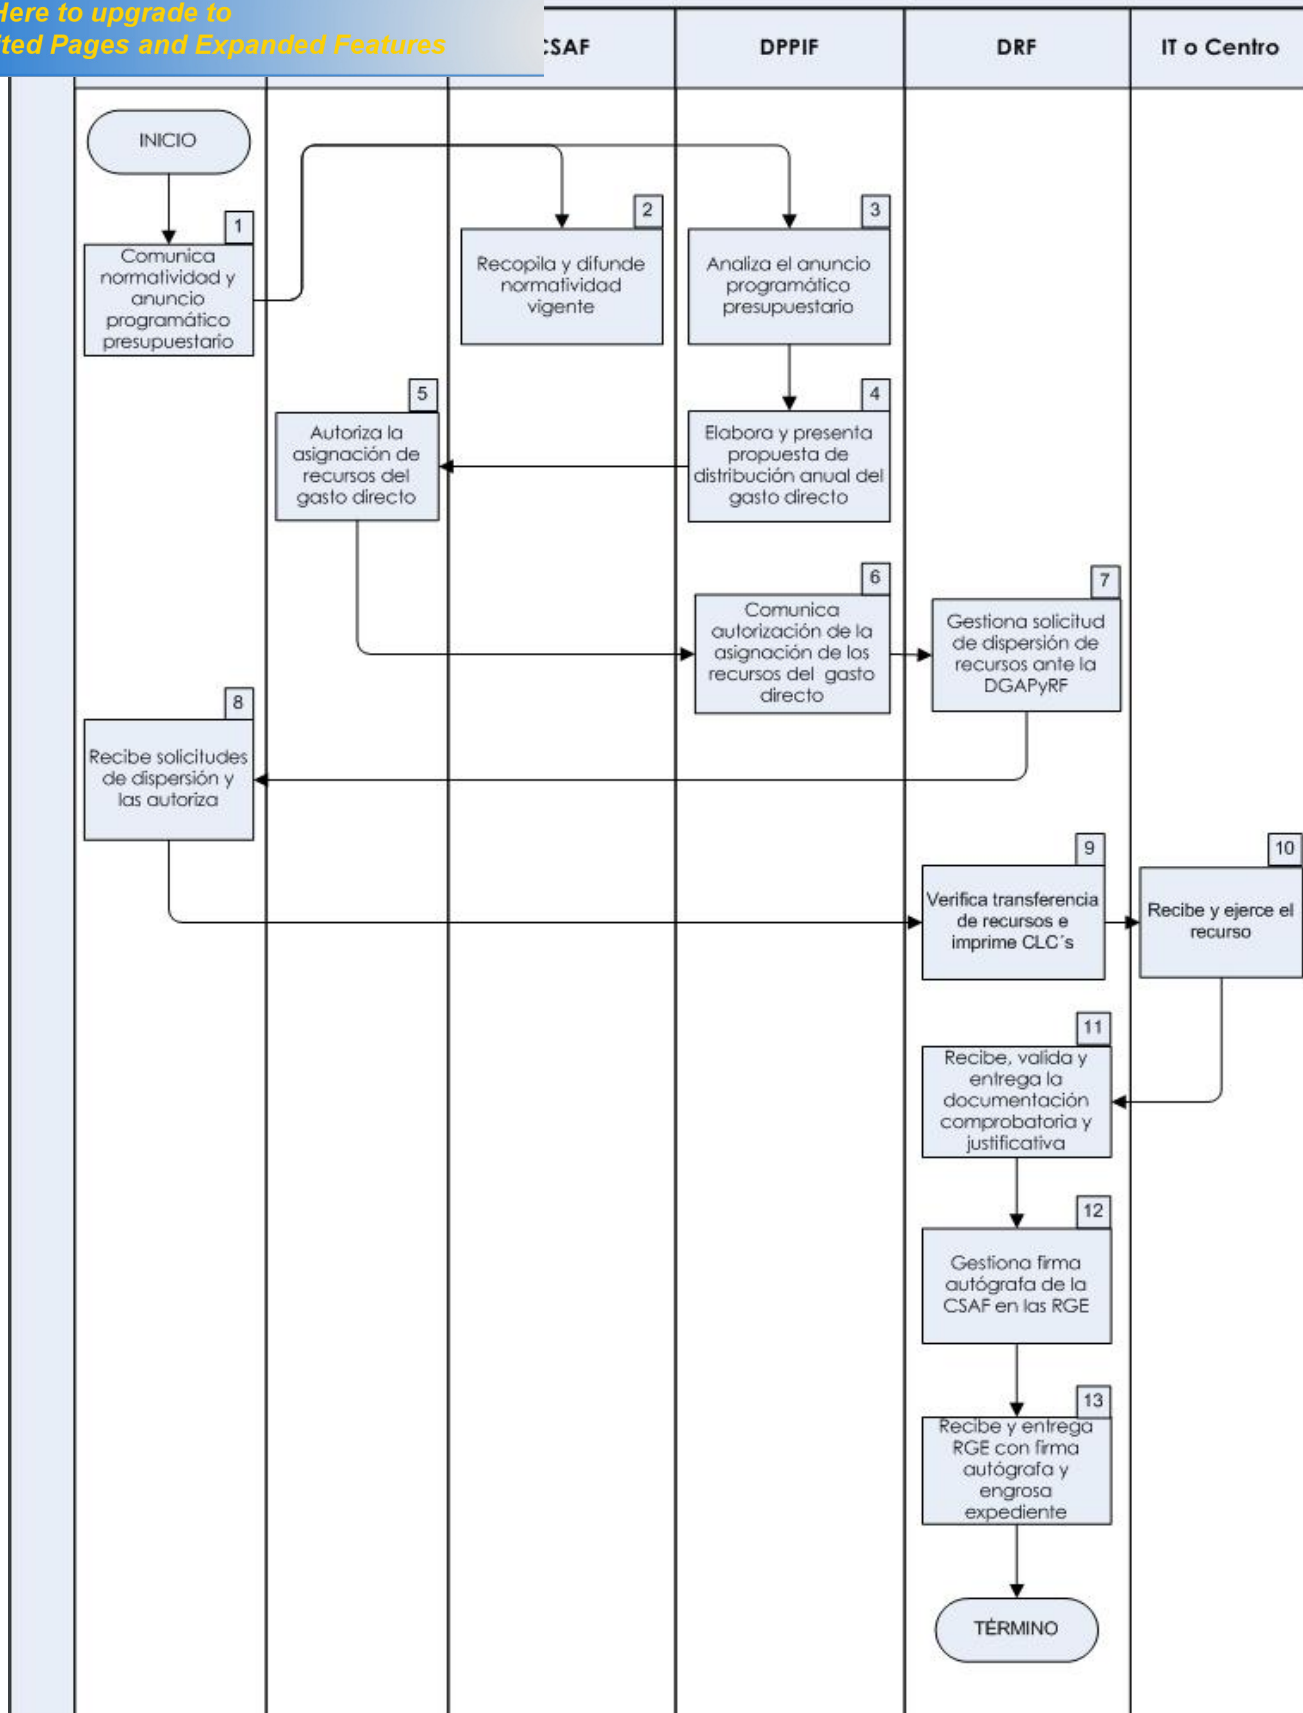 Here to upgrade to
ted Pages and Expanded Features
CSAF
DPPIF
DRF
IT o Centro
INICIO
1
Comunica
normatividad y
anuncio
programático
presupuestario
2
Recopila y difunde
normatividad
vigente
3
Analiza el anuncio
programático
presupuestario
4
Elabora y presenta
propuesta de
distribución anual del
gasto directo
5
Autoriza la
asignación de
recursos del
gasto directo
6
Comunica
autorización de la
asignación de los
recursos del gasto
directo
7
Gestiona solicitud
de dispersión de
recursos ante la
DGAPyRF
8
Recibe solicitudes
de dispersión y
las autoriza
9
Verifica transferencia
de recursos e
imprime CLC´s
10
Recibe y ejerce el
recurso
11
Recibe, valida y
entrega la
documentación
comprobatoria y
justificativa
12
Gestiona firma
autógrafa de la
CSAF en las RGE
13
Recibe y entrega
RGE con firma
autógrafa y
engrosa
expediente
TÉRMINO